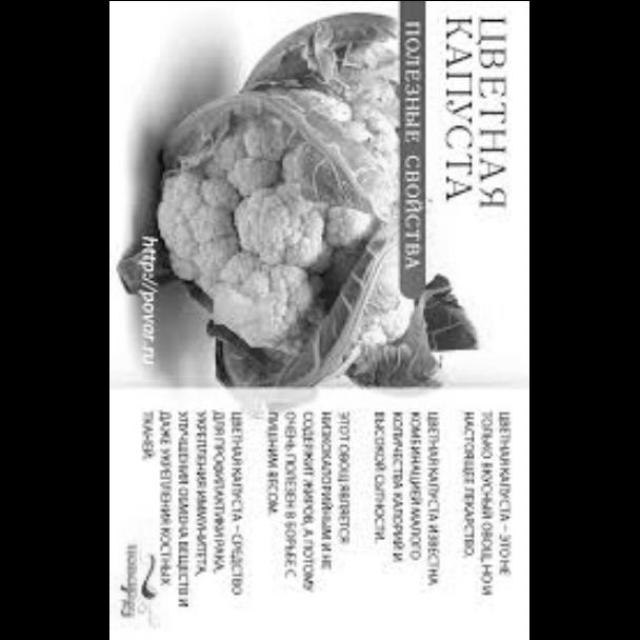 ЦВЕТНАЯ
КАПУСТА
ПОЛЕЗНЫЕ СВОЙСТВА
http://povar.ru
ЦВЕТНАЯ КАПУСТА – ЭТО НЕ
ТОЛЬКО ВКУСНЫЙ ОВОЩ, НО И
НАСТОЯЩЕЕ ЛЕКАРСТВО.
ЦВЕТНАЯ КАПУСТА ИЗВЕСТНА
КОМБИНАЦИЕЙ МАЛОГО
КОЛИЧЕСТВА КАЛОРИЙ И
ВЫСОКОЙ СЫТНОСТИ.
ЭТОТ ОВОЩ ЯВЛЯЕТСЯ
НИЗКОКАЛОРИЙНЫМ И НЕ
СОДЕРЖИТ ЖИРОВ, А ПОТОМУ
ОЧЕНЬ ПОЛЕЗЕН В БОРЬБЕ С
ЛИШНИМ ВЕСОМ.
ЦВЕТНАЯ КАПУСТА – СРЕДСТВО
ДЛЯ ПРОФИЛАКТИКИ РАКА,
УКРЕПЛЕНИЯ ИММУНИТЕТА,
УЛУЧШЕНИЯ ОБМЕНА ВЕЩЕСТВ И
ДАЖЕ УКРЕПЛЕНИЯ КОСТНЫХ
ТКАНЕЙ.